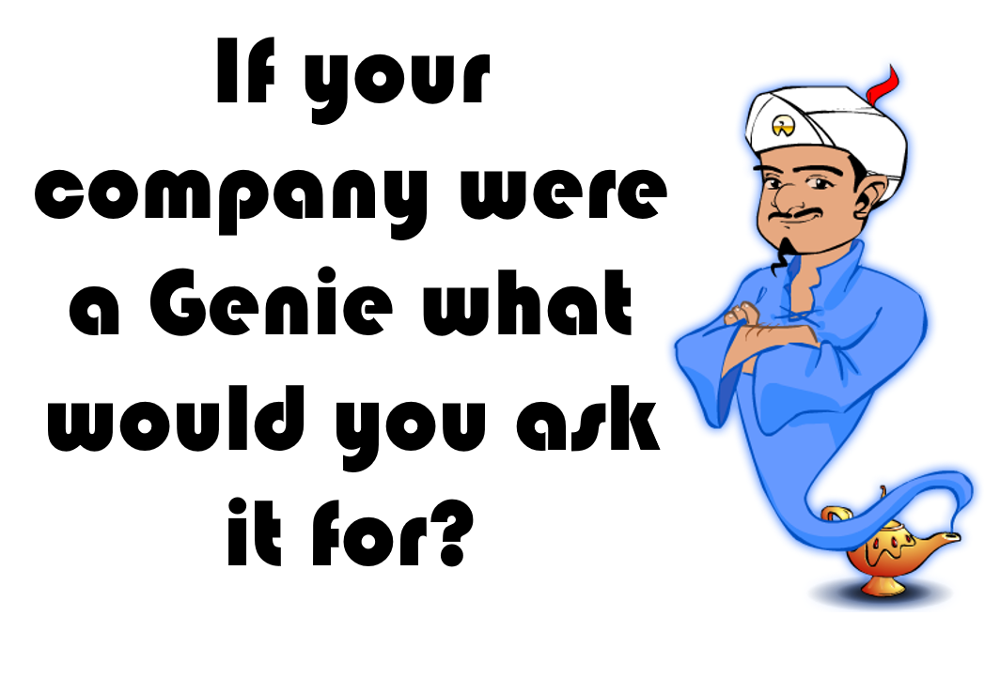 If your
company were
a Genie what
would you ask
it for?